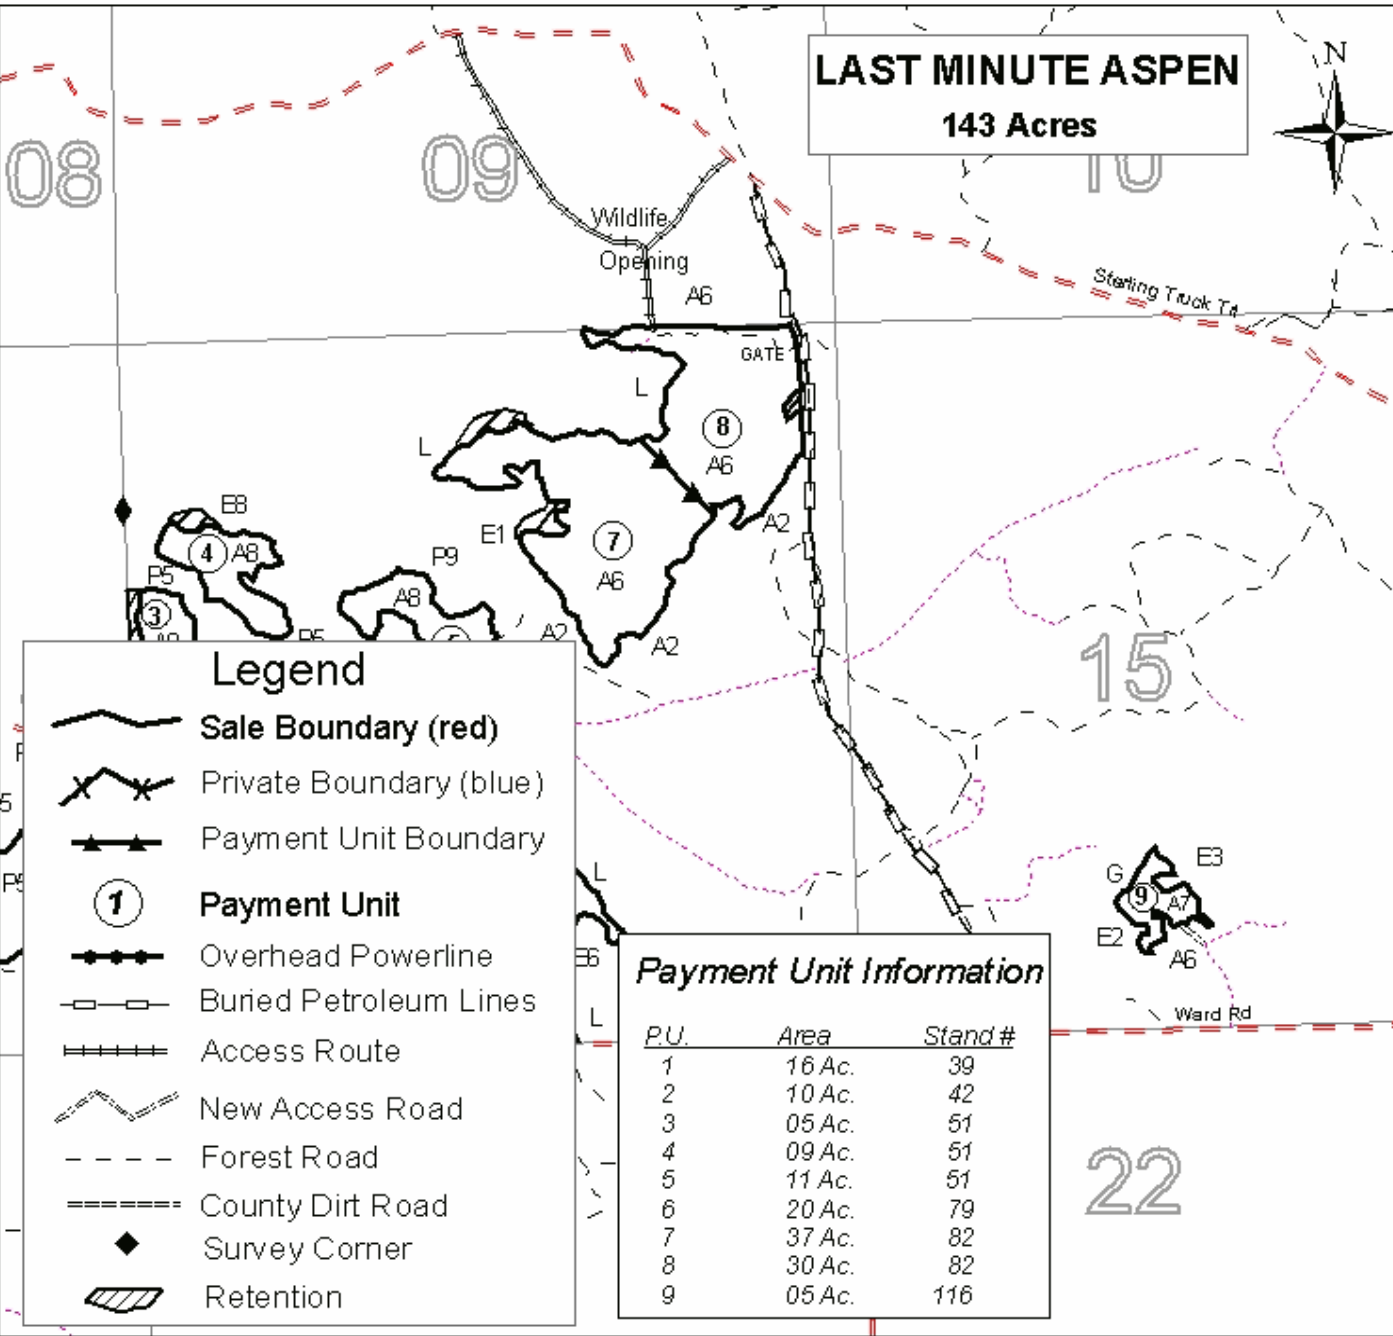 LAST MINUTE ASPEN
143 Acres
N
08
09
10
Wildlife
Opening
A6
Sterling Truck Trl
GATE
L
8
A6
L
E8
4
A8
E1
7
A6
A2
P9
A8
P5
3
A2
A2
P5
15
Legend
Sale Boundary (red)
Private Boundary (blue)
Payment Unit Boundary
1 Payment Unit
Overhead Powerline
Buried Petroleum Lines
Access Route
New Access Road
Forest Road
County Dirt Road
Survey Corner
Retention
5
L
E6
L
G
E3
9
A7
E2
A6
Ward Rd
Payment Unit Information
P.U. Area Stand #
1 16 Ac. 39
2 10 Ac. 42
3 05 Ac. 51
4 09 Ac. 51
5 11 Ac. 51
6 20 Ac. 79
7 37 Ac. 82
8 30 Ac. 82
9 05 Ac. 116
22